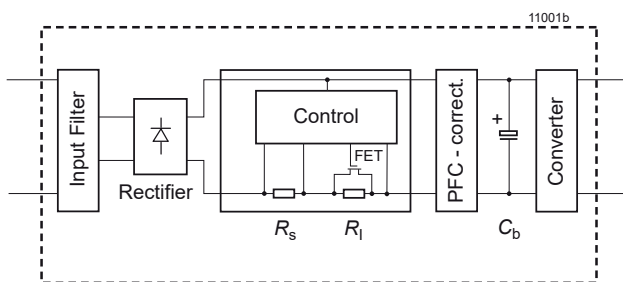 11001b
Input Filter
Rectifier
Control
FET
Rs
Rl
PFC - correct.
+
Cb
Converter